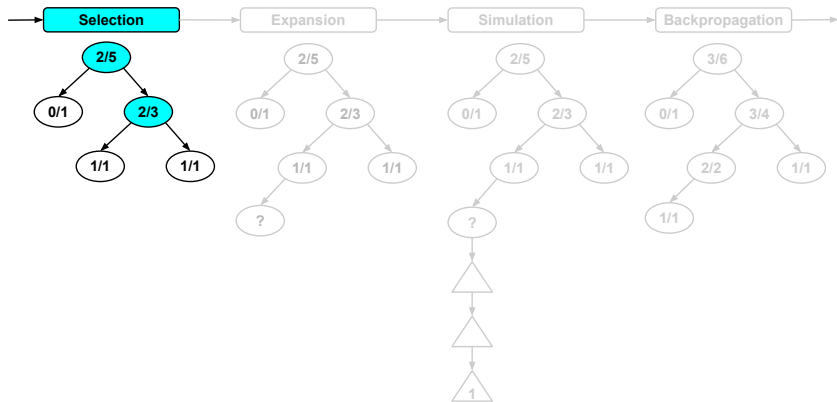 Selection Expansion Simulation Backpropagation
2/5 2/5 2/5 3/6
0/1 2/3 0/1 2/3 0/1 2/3 0/1 3/4
1/1 1/1 1/1 1/1 1/1 1/1 2/2 1/1
? ? 1/1
1